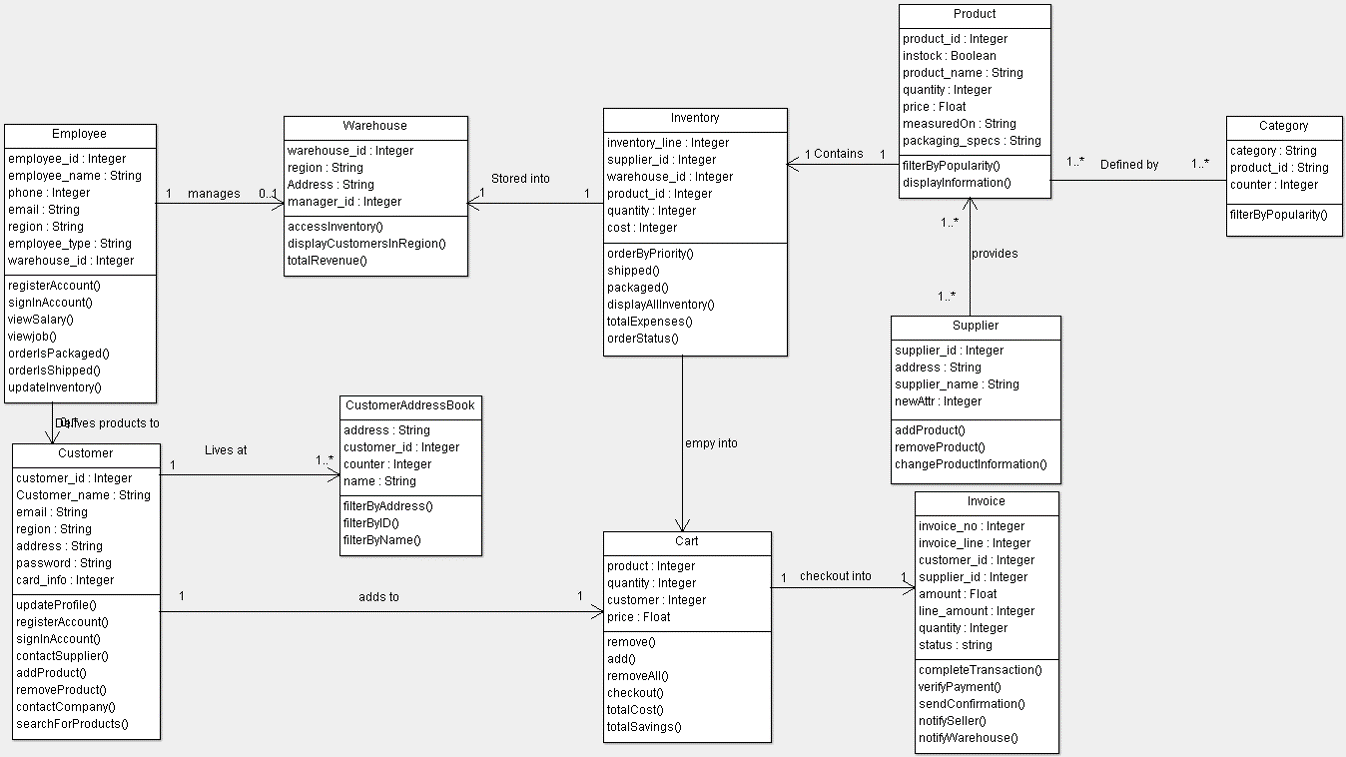 Product
product_id : Integer
instock : Boolean
product_name : String
quantity : Integer
price : Float
measuredOn : String
packaging_specs : String
filterByPopularity()
displayInformation()
Employee
employee_id : Integer
employee_name : String
phone : Integer
email : String
region : String
employee_type : String
warehouse_id : Integer
registerAccount()
signInAccount()
viewSalary()
viewjob()
orderIsPackaged()
orderIsShipped()
updateInventory()
1 manages 0..1
Warehouse
warehouse_id : Integer
region : String
Address : String
manager_id : Integer
accessInventory()
displayCustomersInRegion()
totalRevenue()
Stored into
1 1
Inventory
inventory_line : Integer
supplier_id : Integer
warehouse_id : Integer
product_id : Integer
quantity : Integer
cost : Integer
orderByPriority()
shipped()
packaged()
displayAllInventory()
totalExpenses()
orderStatus()
1 Contains 1
1..* Defined by 1..*
Category
category : String
product_id : String
counter : Integer
filterByPopularity()
1..*
provides
1..*
Supplier
supplier_id : Integer
address : String
supplier_name : String
newAttr : Integer
addProduct()
removeProduct()
changeProductInformation()
0..*
products to
Customer
customer_id : Integer
Customer_name : String
email : String
region : String
address : String
password : String
card_info : Integer
updateProfile()
registerAccount()
signInAccount()
contactSupplier()
addProduct()
removeProduct()
contactCompany()
searchForProducts()
1 Lives at 1..*
CustomerAddressBook
address : String
customer_id : Integer
counter : Integer
name : String
filterByAddress()
filterByID()
filterByName()
empy into
1 adds to 1
Cart
product : Integer
quantity : Integer
customer : Integer
price : Float
remove()
add()
removeAll()
checkout()
totalCost()
totalSavings()
1 checkout into 1
Invoice
invoice_no : Integer
invoice_line : Integer
customer_id : Integer
supplier_id : Integer
amount : Float
line_amount : Integer
quantity : Integer
status : string
completeTransaction()
verifyPayment()
sendConfirmation()
notifySeller()
notifyWarehouse()